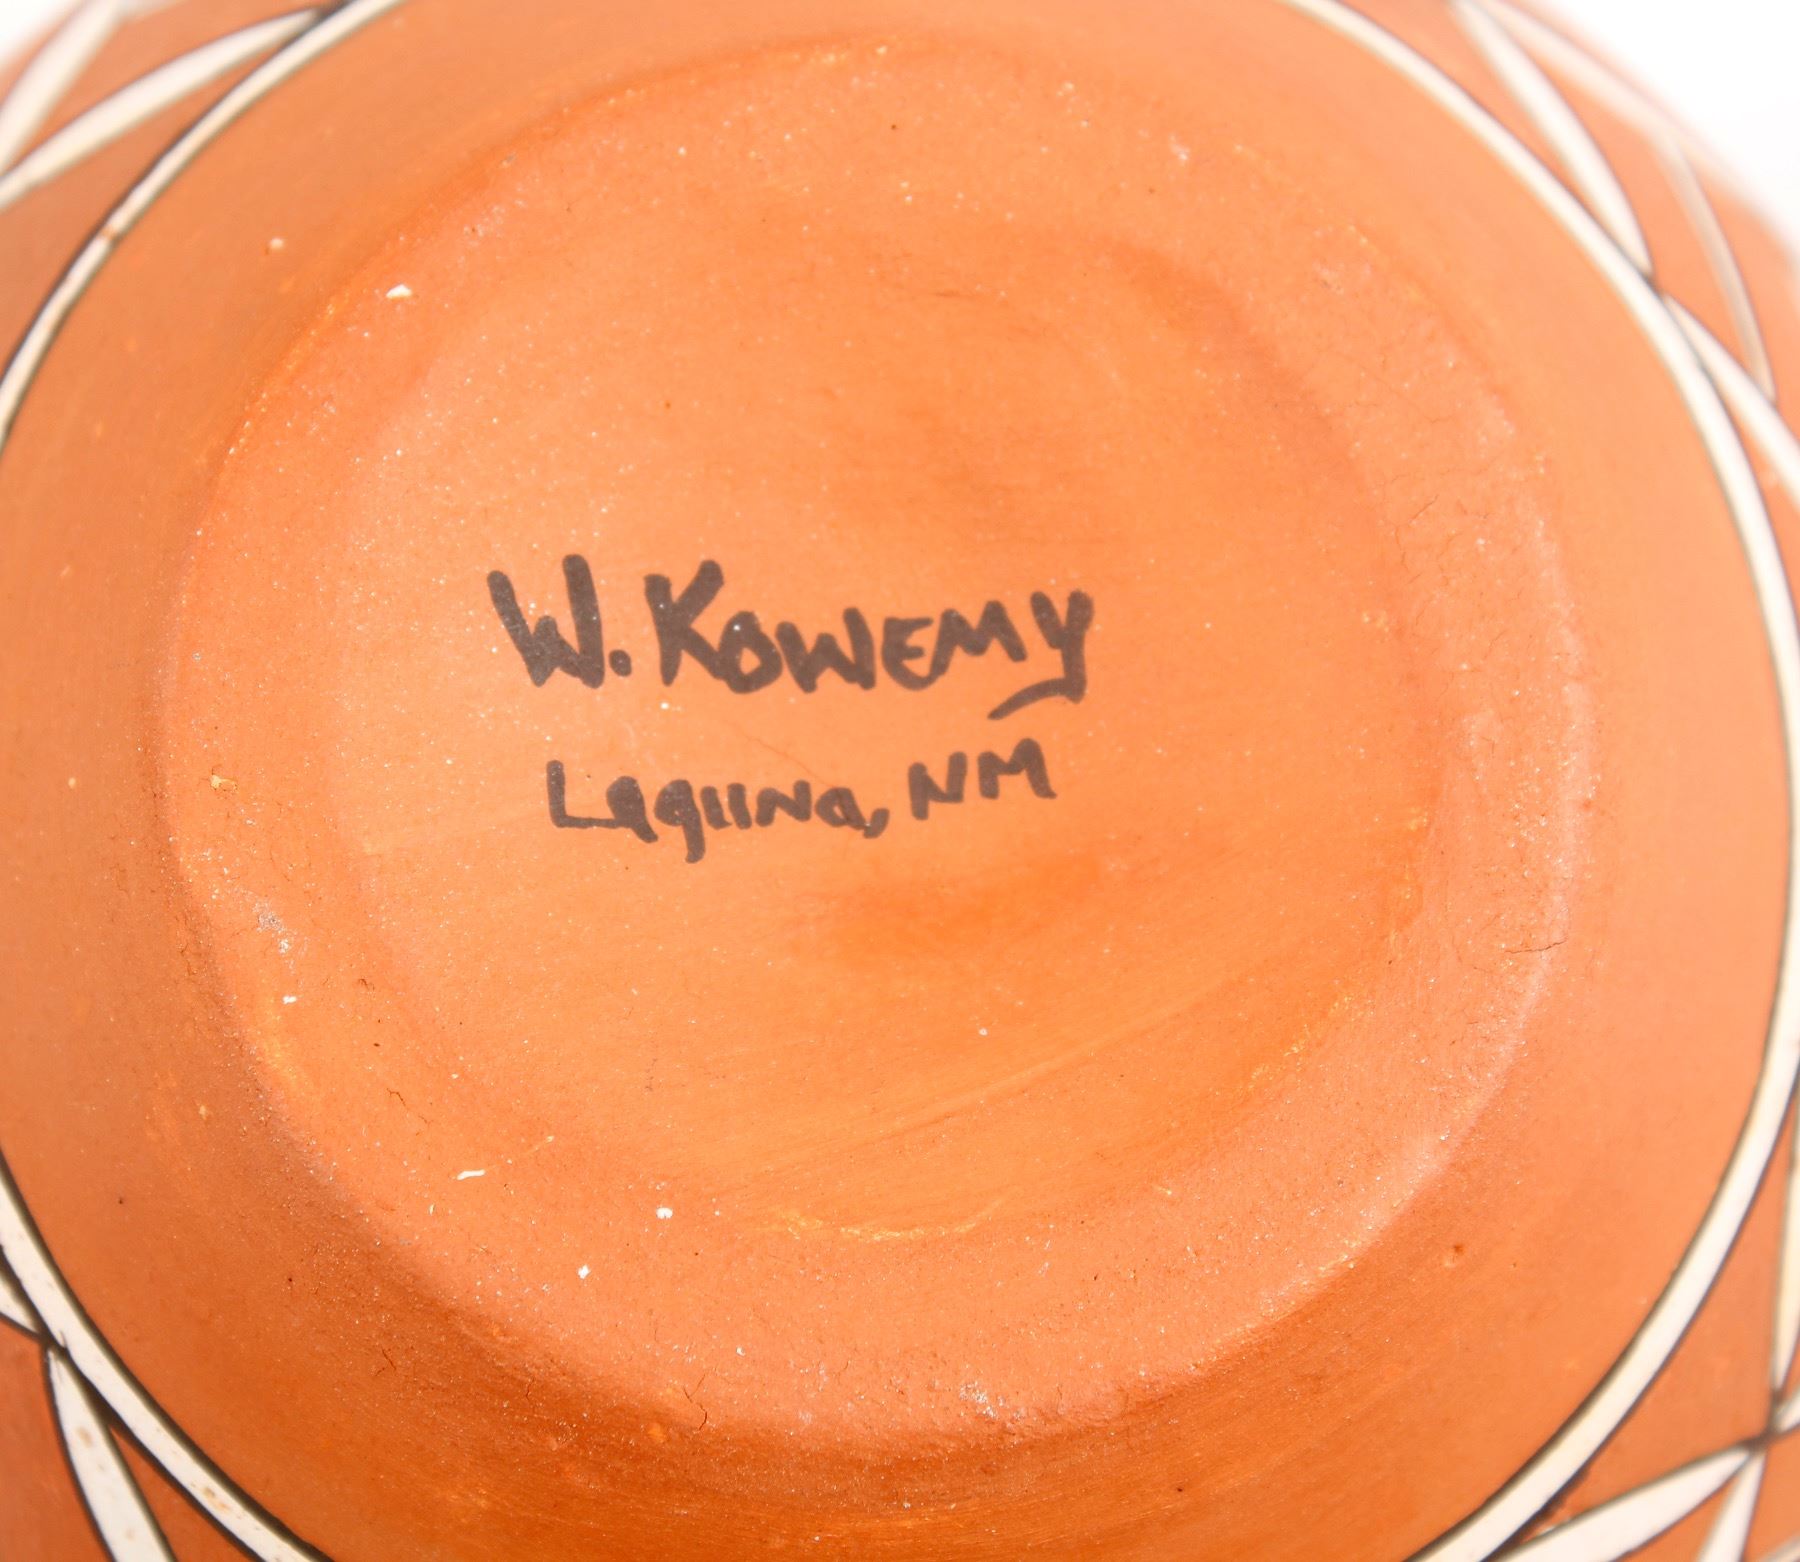 W. Kowemy
Laguna, NM